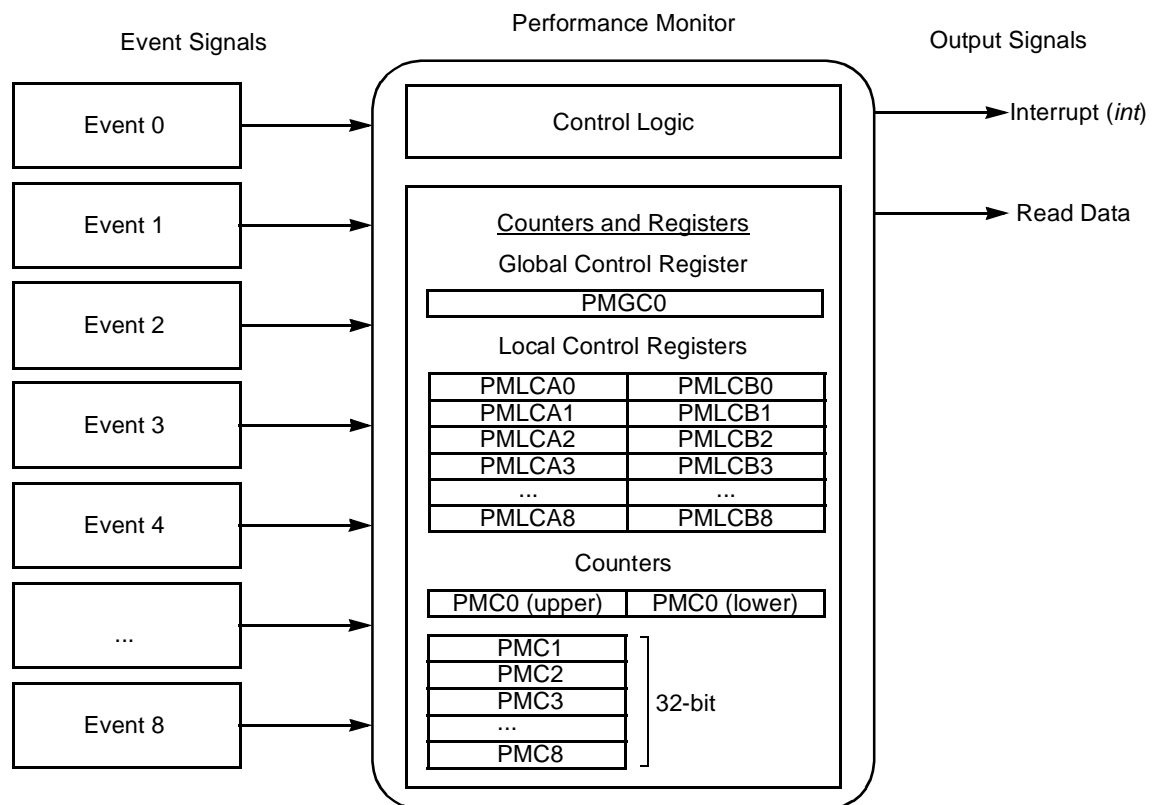 Performance Monitor
Event Signals
Output Signals
Event 0
Event 1
Event 2
Event 3
Event 4
...
Event 8
Control Logic
Counters and Registers
Global Control Register
PMGC0
Local Control Registers
PMLCA0 PMLCB0
PMLCA1 PMLCB1
PMLCA2 PMLCB2
PMLCA3 PMLCB3
... ...
PMLCA8 PMLCB8
Counters
PMC0 (upper) PMC0 (lower)
PMC1
PMC2
PMC3
...
PMC8
32-bit
Interrupt (int)
Read Data